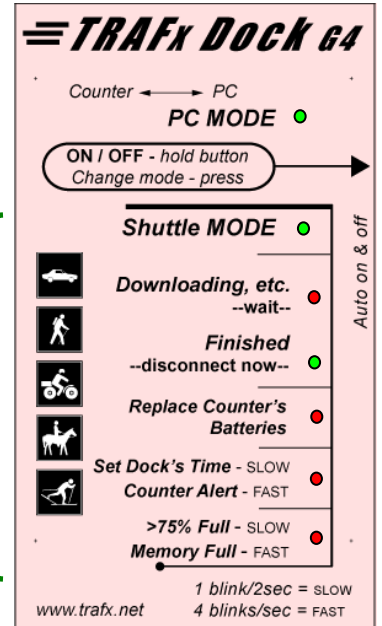 TRAFx Dock G4
Counter ←→ PC
PC MODE
ON / OFF - hold button
Change mode - press
Auto on & off
Shuttle MODE
Downloading, etc.
--wait--
Finished
--disconnect now--
Replace Counter's
Batteries
Set Dock's Time - SLOW
Counter Alert - FAST
>75% Full - SLOW
Memory Full - FAST
1 blink/2sec = SLOW
www.trafx.net 4 blinks/sec = FAST